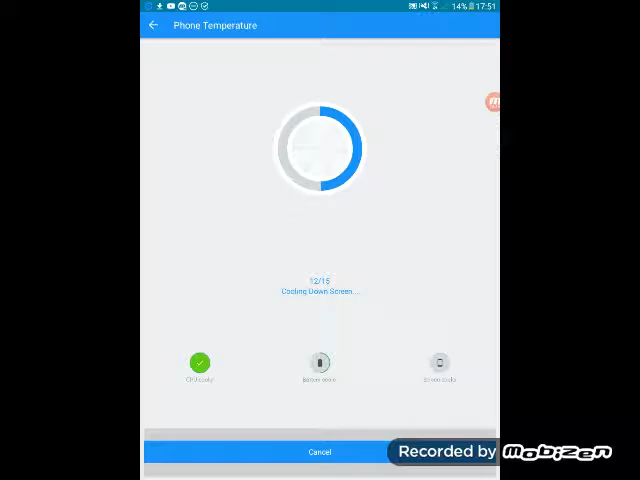 14% 17:51
Phone Temperature
12/15
Cooling Down Screen....
Cancel
Recorded by Mobizen